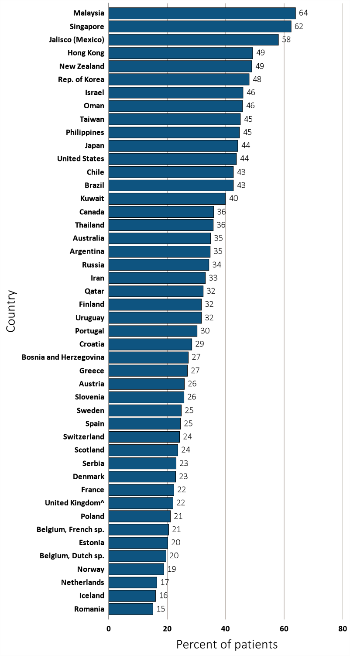 Malaysia 64
Singapore 62
Jalisco (Mexico) 58
Hong Kong 49
New Zealand 49
Rep. of Korea 48
Israel 46
Oman 46
Taiwan 45
Philippines 45
Japan 44
United States 44
Chile 43
Brazil 43
Kuwait 40
Canada 36
Thailand 36
Australia 35
Argentina 35
Russia 34
Iran 33
Qatar 32
Finland 32
Uruguay 32
Portugal 30
Croatia 29
Bosnia and Herzegovina 27
Greece 27
Austria 26
Slovenia 26
Sweden 25
Spain 25
Switzerland 24
Scotland 24
Serbia 23
Denmark 23
France 22
United Kingdom^ 22
Poland 21
Belgium, French sp. 21
Estonia 20
Belgium, Dutch sp. 20
Norway 19
Netherlands 17
Iceland 16
Romania 15
Country
0 20 40 60 80
Percent of patients